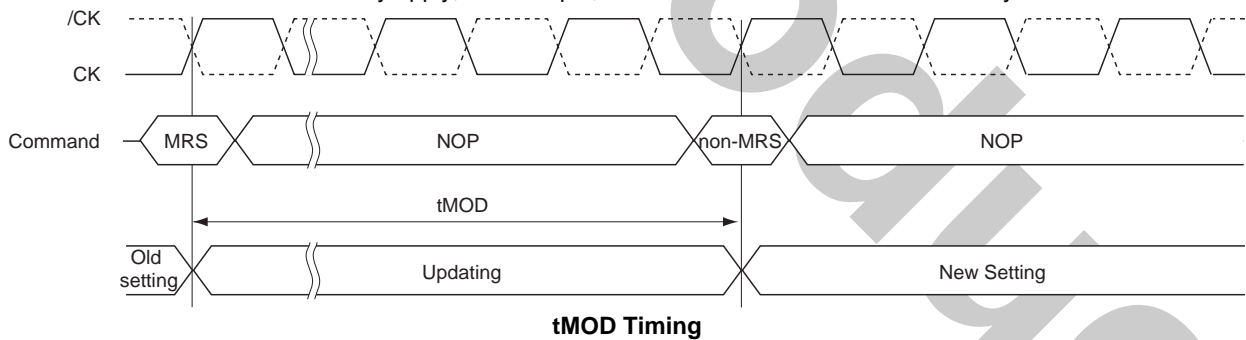 /CK
CK
Command
MRS
NOP
non-MRS
NOP
tMOD
Old
setting
Updating
New Setting
tMOD Timing